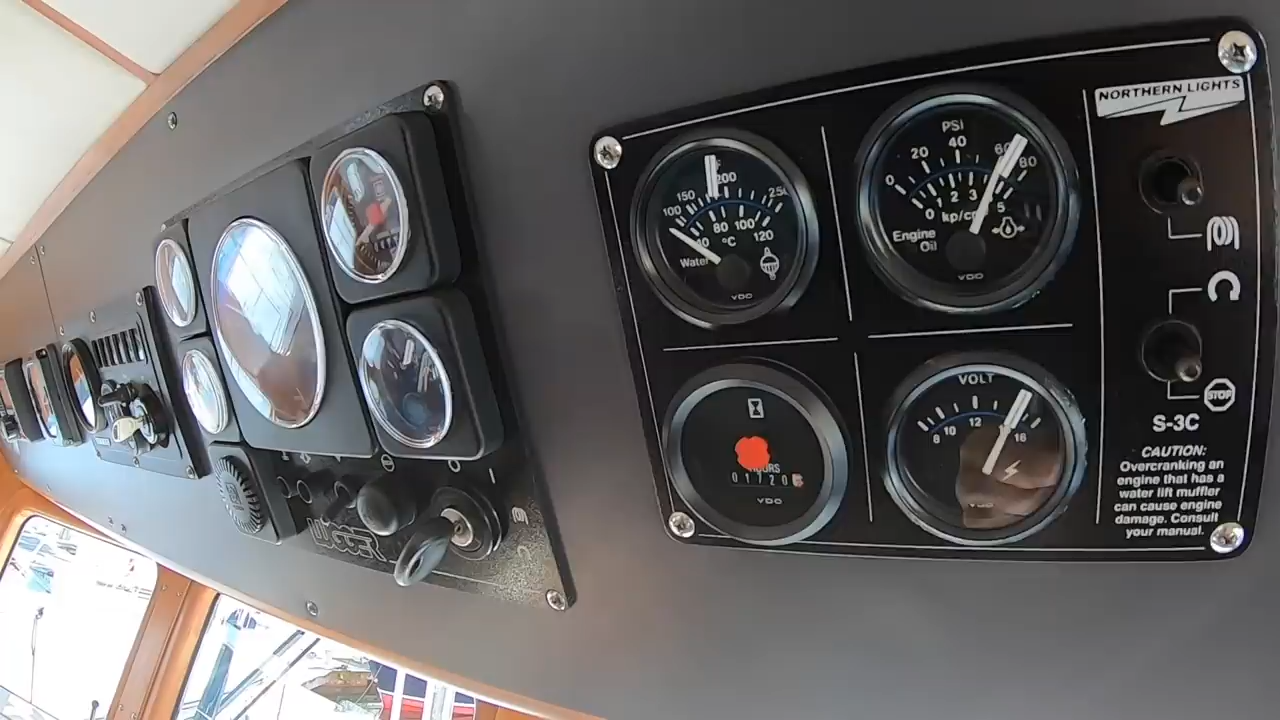 NORTHERN LIGHTS
PSI
0 20 40 60 80
0 1 2 3 5
kp/c
Engine
Oil
VDO
100 150 200 250
80 100 120
°C
Water
VDO
HOURS
VDO
VOLT
8 10 12 16
STOP
S-3C
CAUTION:
Overcranking an
engine that has a
water lift muffler
can cause engine
damage. Consult
your manual.
LUGGER